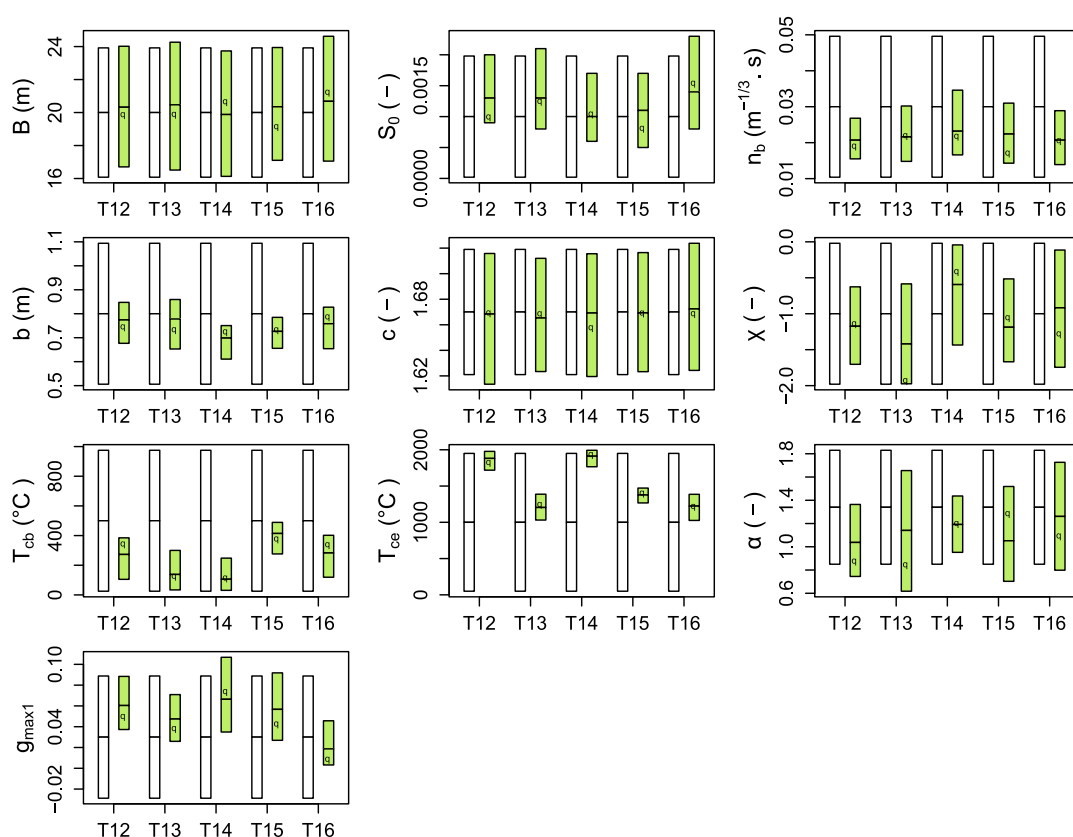 B (m)
24
20
16
T12 T13 T14 T15 T16
q q q q q
S0 (−)
0.0015
0.0000
T12 T13 T14 T15 T16
q q q q q
nb (m−1/3 · s)
0.05
0.03
0.01
T12 T13 T14 T15 T16
q q q q q
b (m)
1.1
0.9
0.7
0.5
T12 T13 T14 T15 T16
q q q q q
c (−)
1.68
1.62
T12 T13 T14 T15 T16
q q q q q
χ (−)
0.0
−1.0
−2.0
T12 T13 T14 T15 T16
q q q q q
Tcb (°C)
800
400
0
T12 T13 T14 T15 T16
q q q q q
Tce (°C)
2000
1000
0
T12 T13 T14 T15 T16
q q q q q
α (−)
1.8
1.4
1.0
0.6
T12 T13 T14 T15 T16
q q q q q
gmax1
0.10
0.04
−0.02
T12 T13 T14 T15 T16
q q q q q